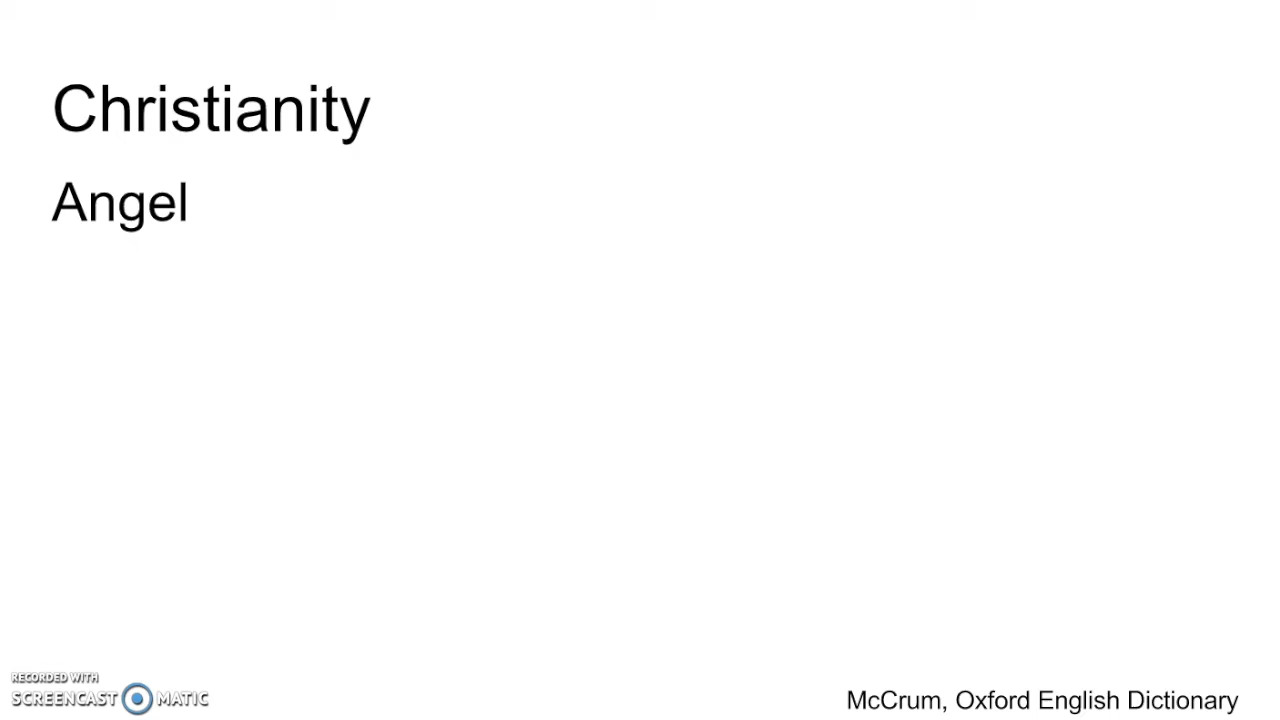 Christianity
Angel
RECORDED WITH
SCREENCAST MATIC
McCrum, Oxford English Dictionary